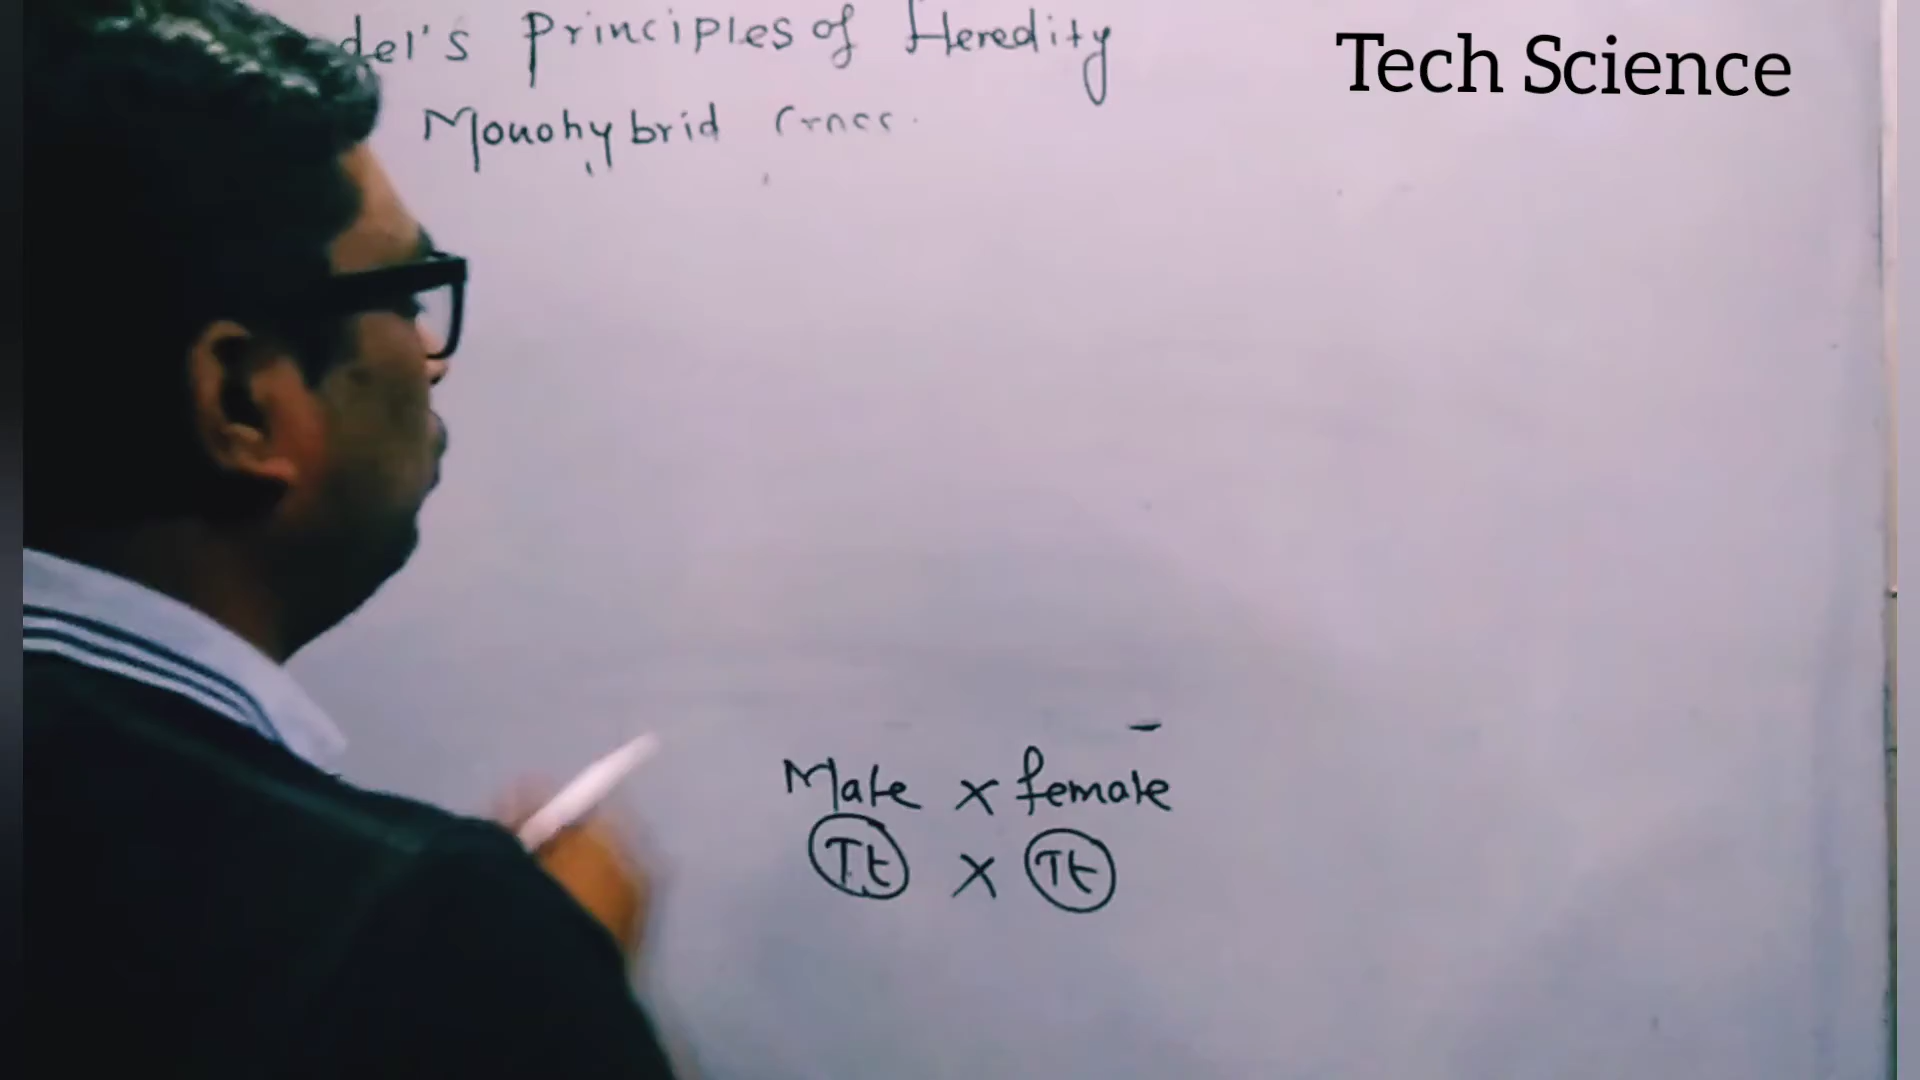 del's Principles of Heredity
Tech Science
Monohybrid Cross.
Male x female
Tt x Tt